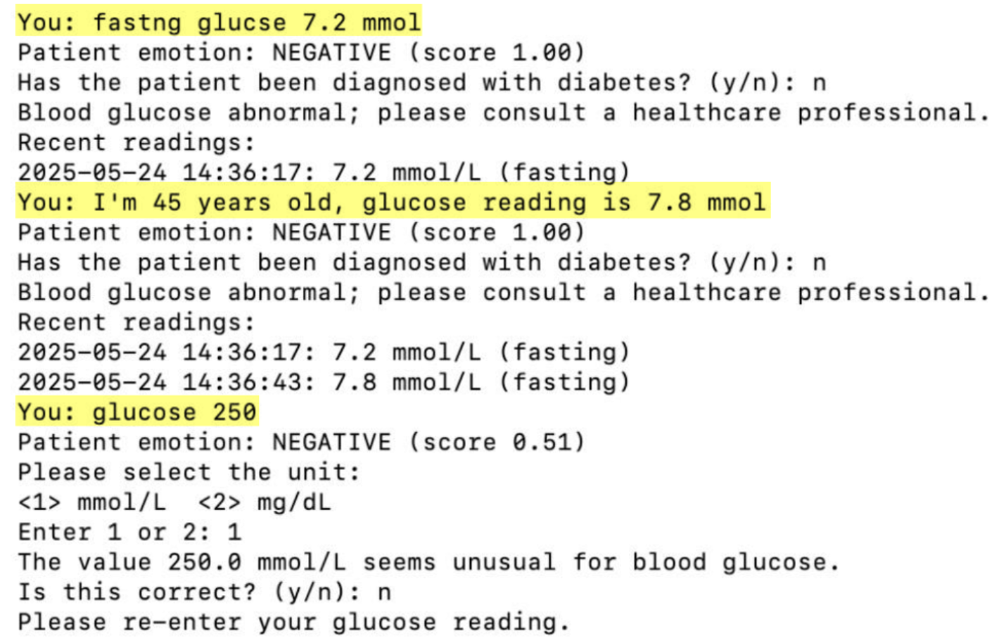 You: fastng glucse 7.2 mmol
Patient emotion: NEGATIVE (score 1.00)
Has the patient been diagnosed with diabetes? (y/n): n
Blood glucose abnormal; please consult a healthcare professional.
Recent readings:
2025-05-24 14:36:17: 7.2 mmol/L (fasting)
You: I'm 45 years old, glucose reading is 7.8 mmol
Patient emotion: NEGATIVE (score 1.00)
Has the patient been diagnosed with diabetes? (y/n): n
Blood glucose abnormal; please consult a healthcare professional.
Recent readings:
2025-05-24 14:36:17: 7.2 mmol/L (fasting)
2025-05-24 14:36:43: 7.8 mmol/L (fasting)
You: glucose 250
Patient emotion: NEGATIVE (score 0.51)
Please select the unit:
<1> mmol/L  <2> mg/dL
Enter 1 or 2: 1
The value 250.0 mmol/L seems unusual for blood glucose.
Is this correct? (y/n): n
Please re-enter your glucose reading.